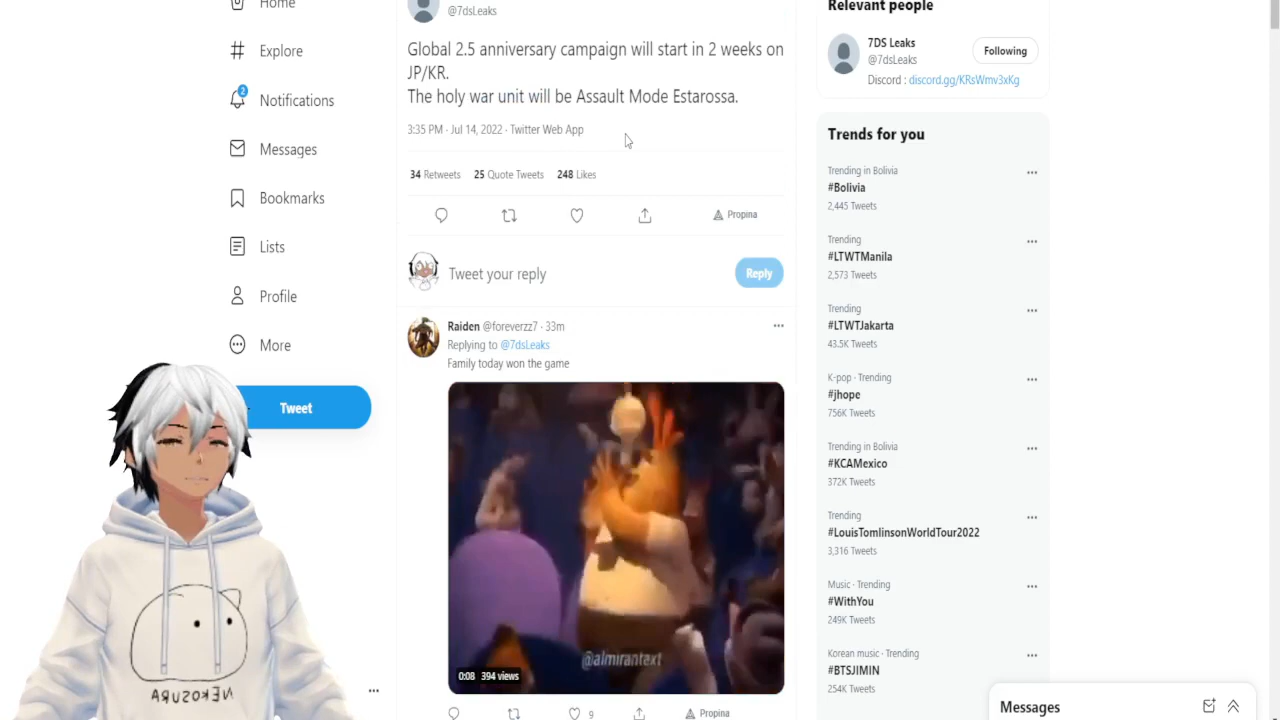 Home
Explore
2
Notifications
Messages
Bookmarks
Lists
Profile
More
Tweet
NEKOZURA
@7dsLeaks
Global 2.5 anniversary campaign will start in 2 weeks on
JP/KR.
The holy war unit will be Assault Mode Estarossa.
3:35 PM · Jul 14, 2022 · Twitter Web App
34 Retweets 25 Quote Tweets 248 Likes
Propina
Tweet your reply
Reply
Raiden @foreverzz7 · 33m
Replying to @7dsLeaks
Family today won the game
@almirantext
0:08 394 views
9 Propina
Relevant people
7DS Leaks
@7dsLeaks
Following
Discord : discord.gg/KRsWmv3xKg
Trends for you
Trending in Bolivia
#Bolivia
2,445 Tweets
Trending
#LTWTManila
2,573 Tweets
Trending
#LTWTJakarta
43.5K Tweets
K-pop · Trending
#jhope
756K Tweets
Trending in Bolivia
#KCAMexico
372K Tweets
Trending
#LouisTomlinsonWorldTour2022
3,316 Tweets
Music · Trending
#WithYou
249K Tweets
Korean music · Trending
#BTSJIMIN
254K Tweets
Messages